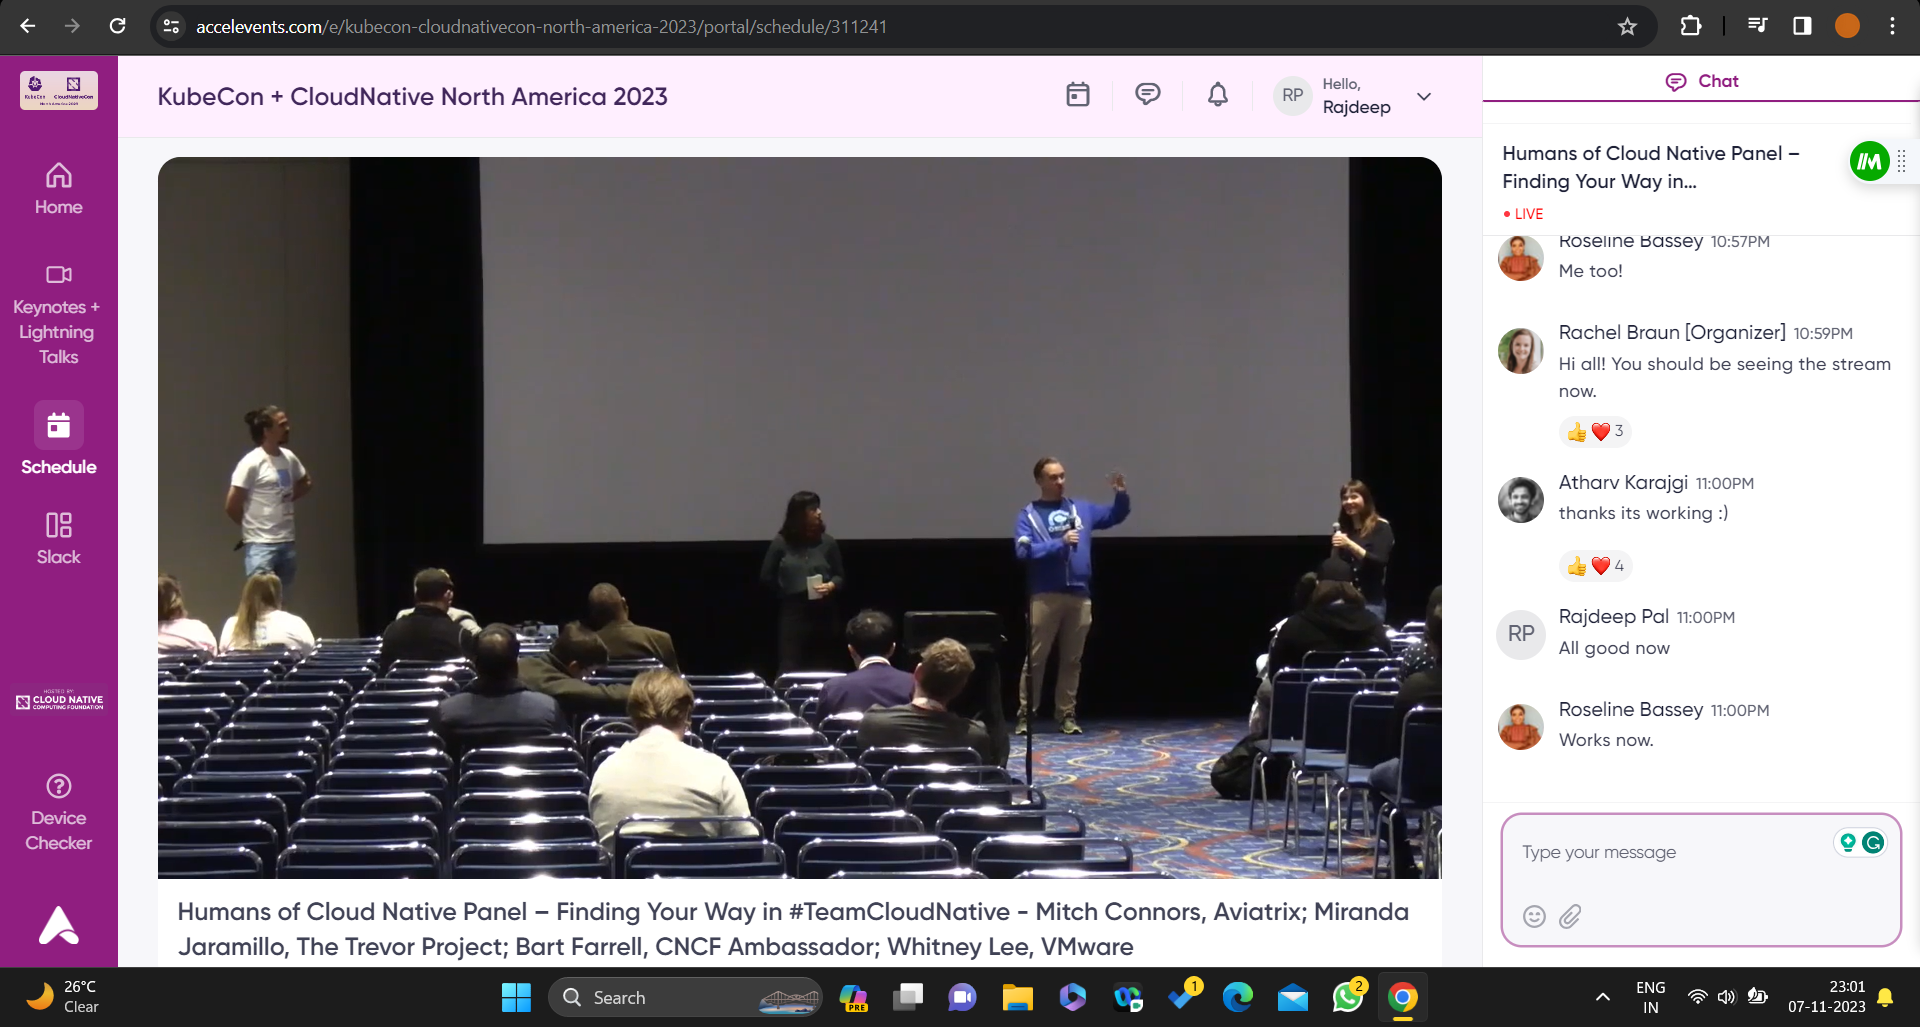 accelevents.com/e/kubecon-cloudnativecon-north-america-2023/portal/schedule/311241
KubeCon + CloudNative North America 2023
Hello,
RP
Rajdeep
Home
Keynotes +
Lightning
Talks
Schedule
Slack
HOSTED BY
CLOUD NATIVE
COMPUTING FOUNDATION
Device
Checker
Humans of Cloud Native Panel – Finding Your Way in #TeamCloudNative - Mitch Connors, Aviatrix; Miranda
Jaramillo, The Trevor Project; Bart Farrell, CNCF Ambassador; Whitney Lee, VMware
Chat
Humans of Cloud Native Panel –
Finding Your Way in...
LIVE
Roseline Bassey 10:57PM
Me too!
Rachel Braun [Organizer] 10:59PM
Hi all! You should be seeing the stream
now.
👍❤️ 3
Atharv Karajgi 11:00PM
thanks its working :)
👍❤️ 4
RP
Rajdeep Pal 11:00PM
All good now
Roseline Bassey 11:00PM
Works now.
Type your message
26°C
Clear
Search
PRE
1
2
ENG
IN
23:01
07-11-2023